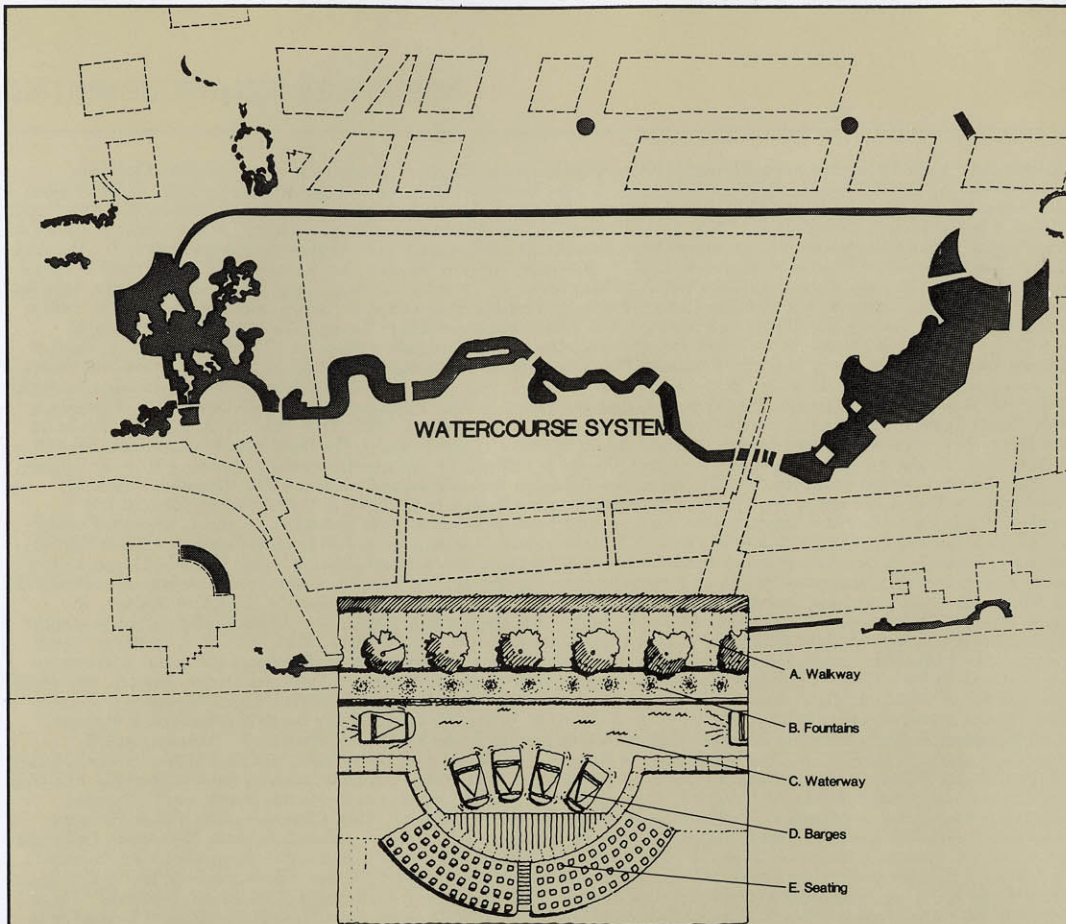 WATERCOURSE SYSTEM
A. Walkway
B. Fountains
C. Waterway
D. Barges
E. Seating